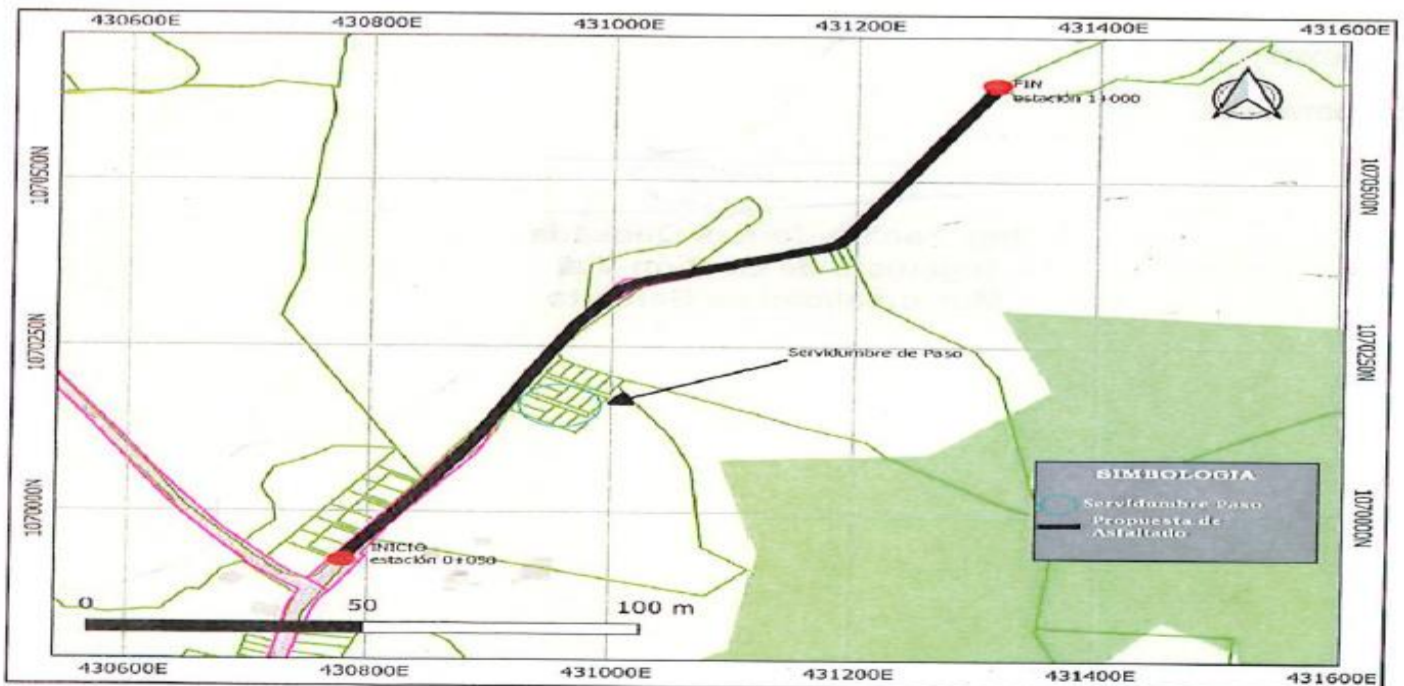 430600E 430800E 431000E 431200E 431400E 431600E
FIN
estación 1+000
1070500N
1070500N
1070250N
1070250N
Servidumbre de Paso
SIMBOLOGIA
Servidumbre Paso
Propuesta de
Asfaltado
1070000N
1070000N
INICIO
estación 0+050
0 50 100 m
430600E 430800E 431000E 431200E 431400E 431600E